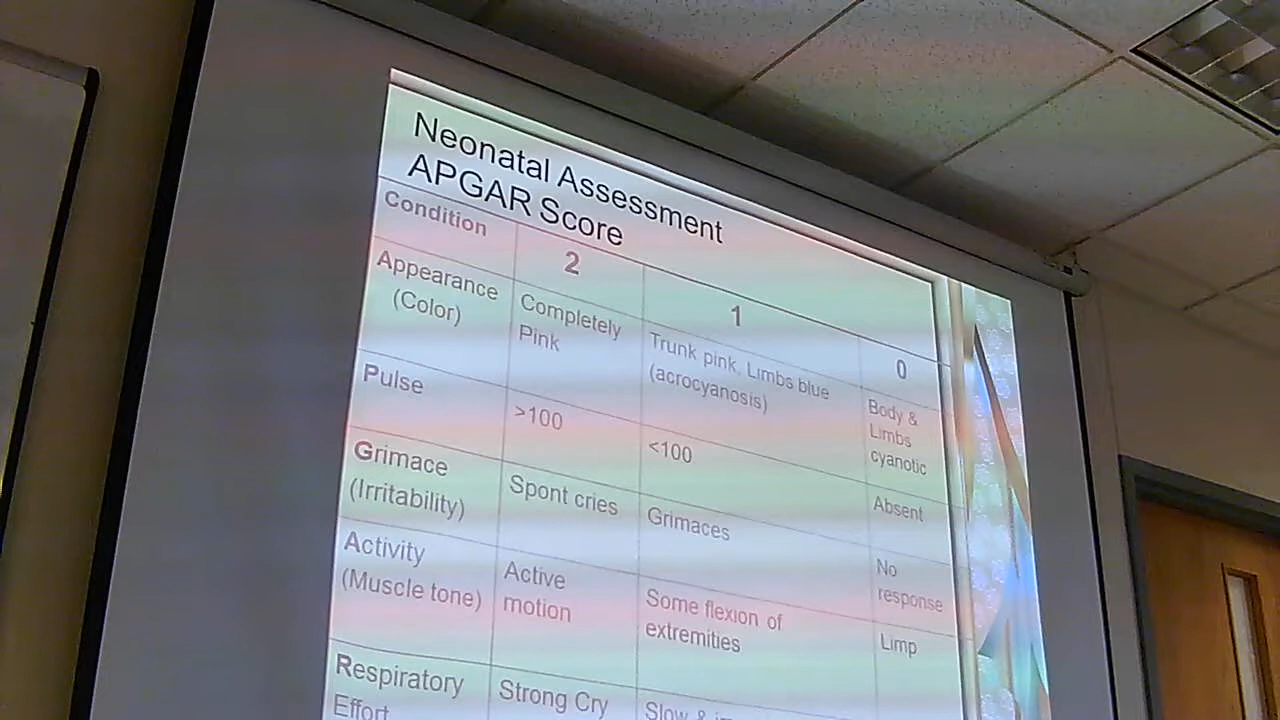 Neonatal Assessment
APGAR Score
Condition
2
1
0
Appearance
(Color)
Completely
Pink
Trunk pink, Limbs blue
(acrocyanosis)
Body &
Limbs
cyanotic
Pulse
>100
<100
Absent
Grimace
(Irritability)
Spont cries
Grimaces
No
response
Activity
(Muscle tone)
Active
motion
Some flexion of
extremities
Limp
Respiratory
Effort
Strong Cry
Slow &